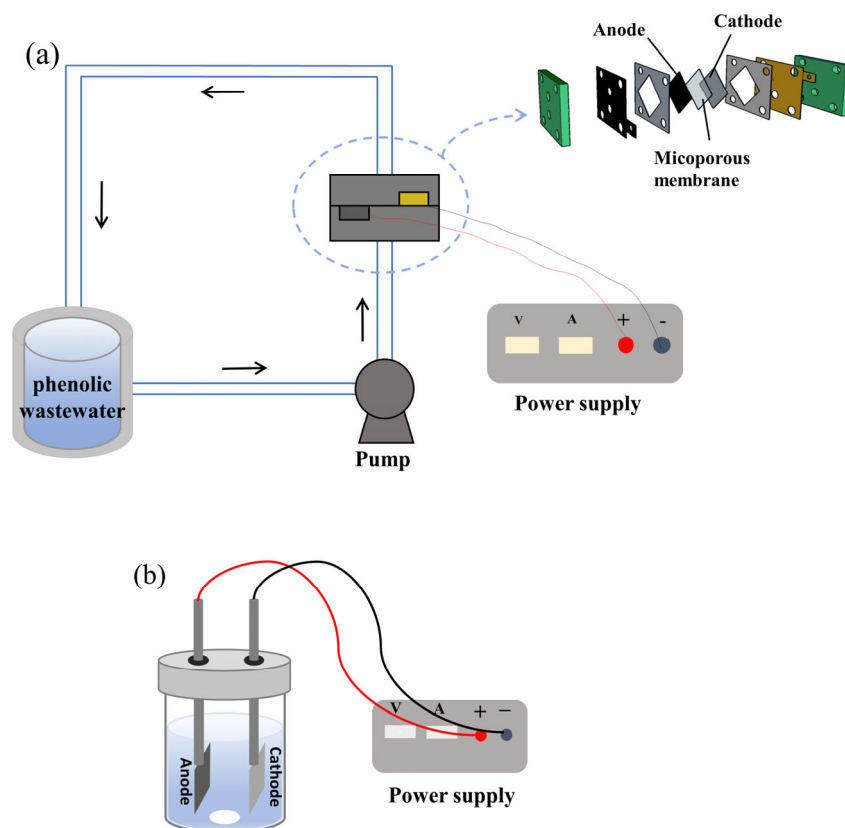 (a)
Anode
Cathode
Micoporous
membrane
V A + -
Power supply
phenolic
wastewater
Pump
(b)
V A + −
Anode
Cathode
Power supply